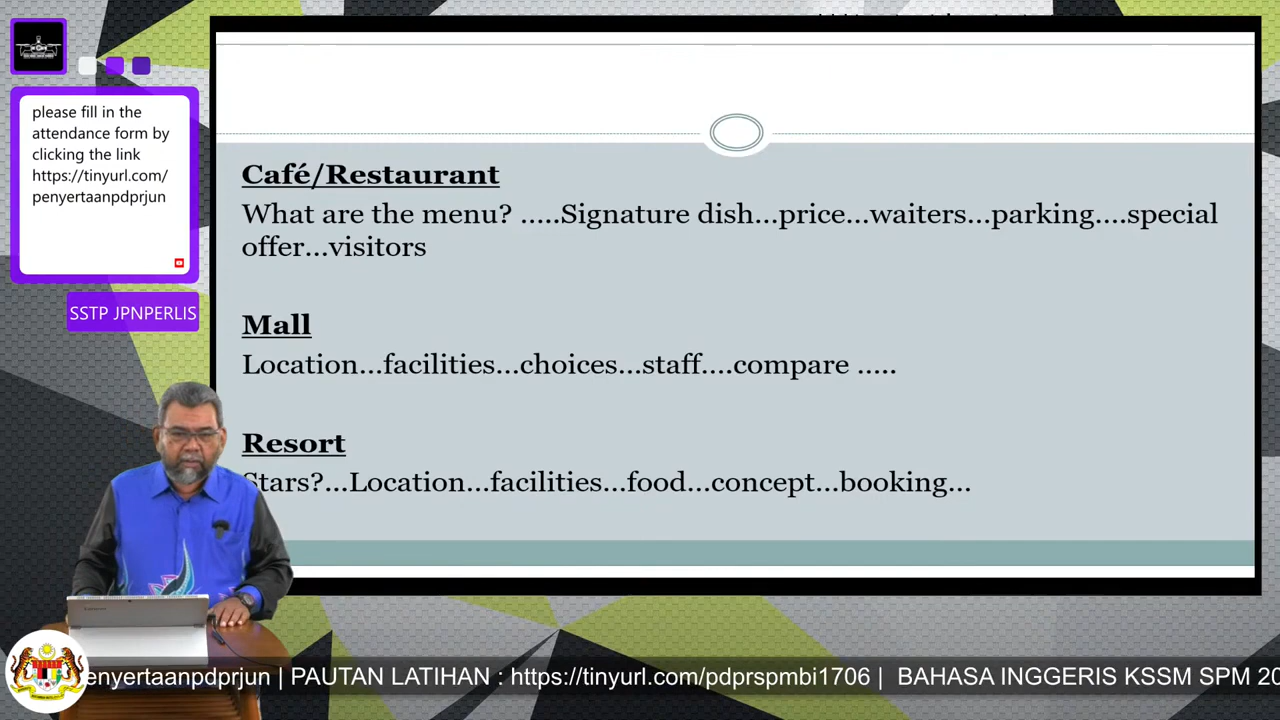 please fill in the
attendance form by
clicking the link
https://tinyurl.com/
penyertaanpdprjun
SSTP JPNPERLIS
Café/Restaurant
What are the menu? .....Signature dish...price...waiters...parking....special
offer...visitors
Mall
Location...facilities...choices...staff....compare .....
Resort
Stars?...Location...facilities...food...concept...booking...
enyertaanpdprjun | PAUTAN LATIHAN : https://tinyurl.com/pdprspmbi1706 | BAHASA INGGERIS KSSM SPM 20